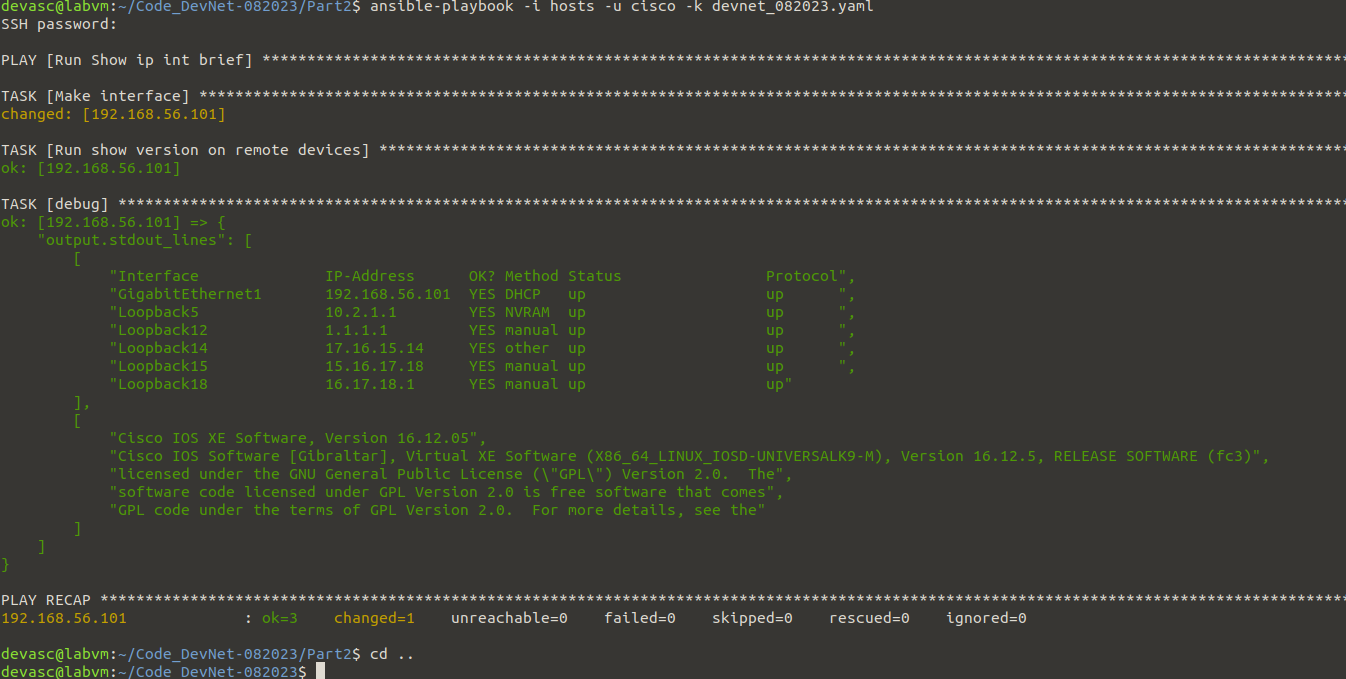 devasc@labvm:~/Code_DevNet-082023/Part2$ ansible-playbook -i hosts -u cisco -k devnet_082023.yaml
SSH password:
PLAY [Run Show ip int brief] ****************************************************************************************************************************
TASK [Make interface] ***********************************************************************************************************************************
changed: [192.168.56.101]
TASK [Run show version on remote devices] ***************************************************************************************************************
ok: [192.168.56.101]
TASK [debug] ********************************************************************************************************************************************
ok: [192.168.56.101] => {
    "output.stdout_lines": [
        [
            "Interface              IP-Address      OK? Method Status                Protocol",
            "GigabitEthernet1       192.168.56.101  YES DHCP   up                    up      ",
            "Loopback5              10.2.1.1        YES NVRAM  up                    up      ",
            "Loopback12             1.1.1.1         YES manual up                    up      ",
            "Loopback14             17.16.15.14     YES other  up                    up      ",
            "Loopback15             15.16.17.18     YES manual up                    up      ",
            "Loopback18             16.17.18.1      YES manual up                    up"
        ],
        [
            "Cisco IOS XE Software, Version 16.12.05",
            "Cisco IOS Software [Gibraltar], Virtual XE Software (X86_64_LINUX_IOSD-UNIVERSALK9-M), Version 16.12.5, RELEASE SOFTWARE (fc3)",
            "licensed under the GNU General Public License (\"GPL\") Version 2.0.  The",
            "software code licensed under GPL Version 2.0 is free software that comes",
            "GPL code under the terms of GPL Version 2.0.  For more details, see the"
        ]
    ]
}
PLAY RECAP **********************************************************************************************************************************************
192.168.56.101             : ok=3    changed=1    unreachable=0    failed=0    skipped=0    rescued=0    ignored=0
devasc@labvm:~/Code_DevNet-082023/Part2$ cd ..
devasc@labvm:~/Code_DevNet-082023$